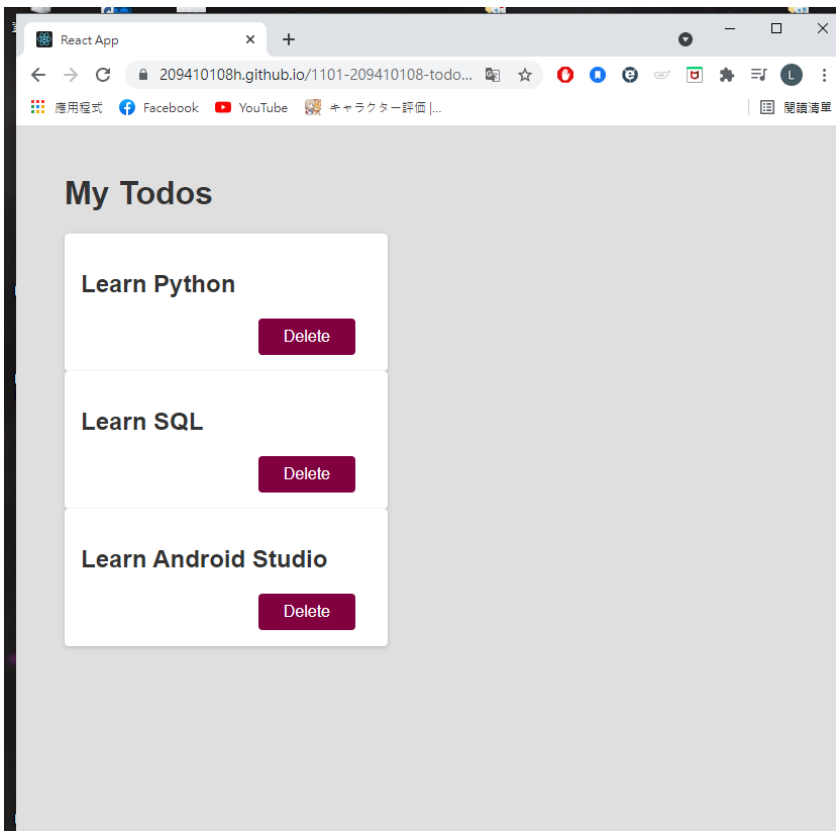 React App
209410108h.github.io/1101-209410108-todo...
應用程式 Facebook YouTube キャラクター評価 |... 閱讀清單
My Todos
Learn Python
Delete
Learn SQL
Delete
Learn Android Studio
Delete